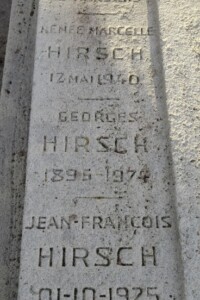 RENÉE MARCELLE
HIRSCH
12 MAI 1940
GEORGES
HIRSCH
1895-1974
JEAN-FRANÇOIS
HIRSCH
01-10-1925